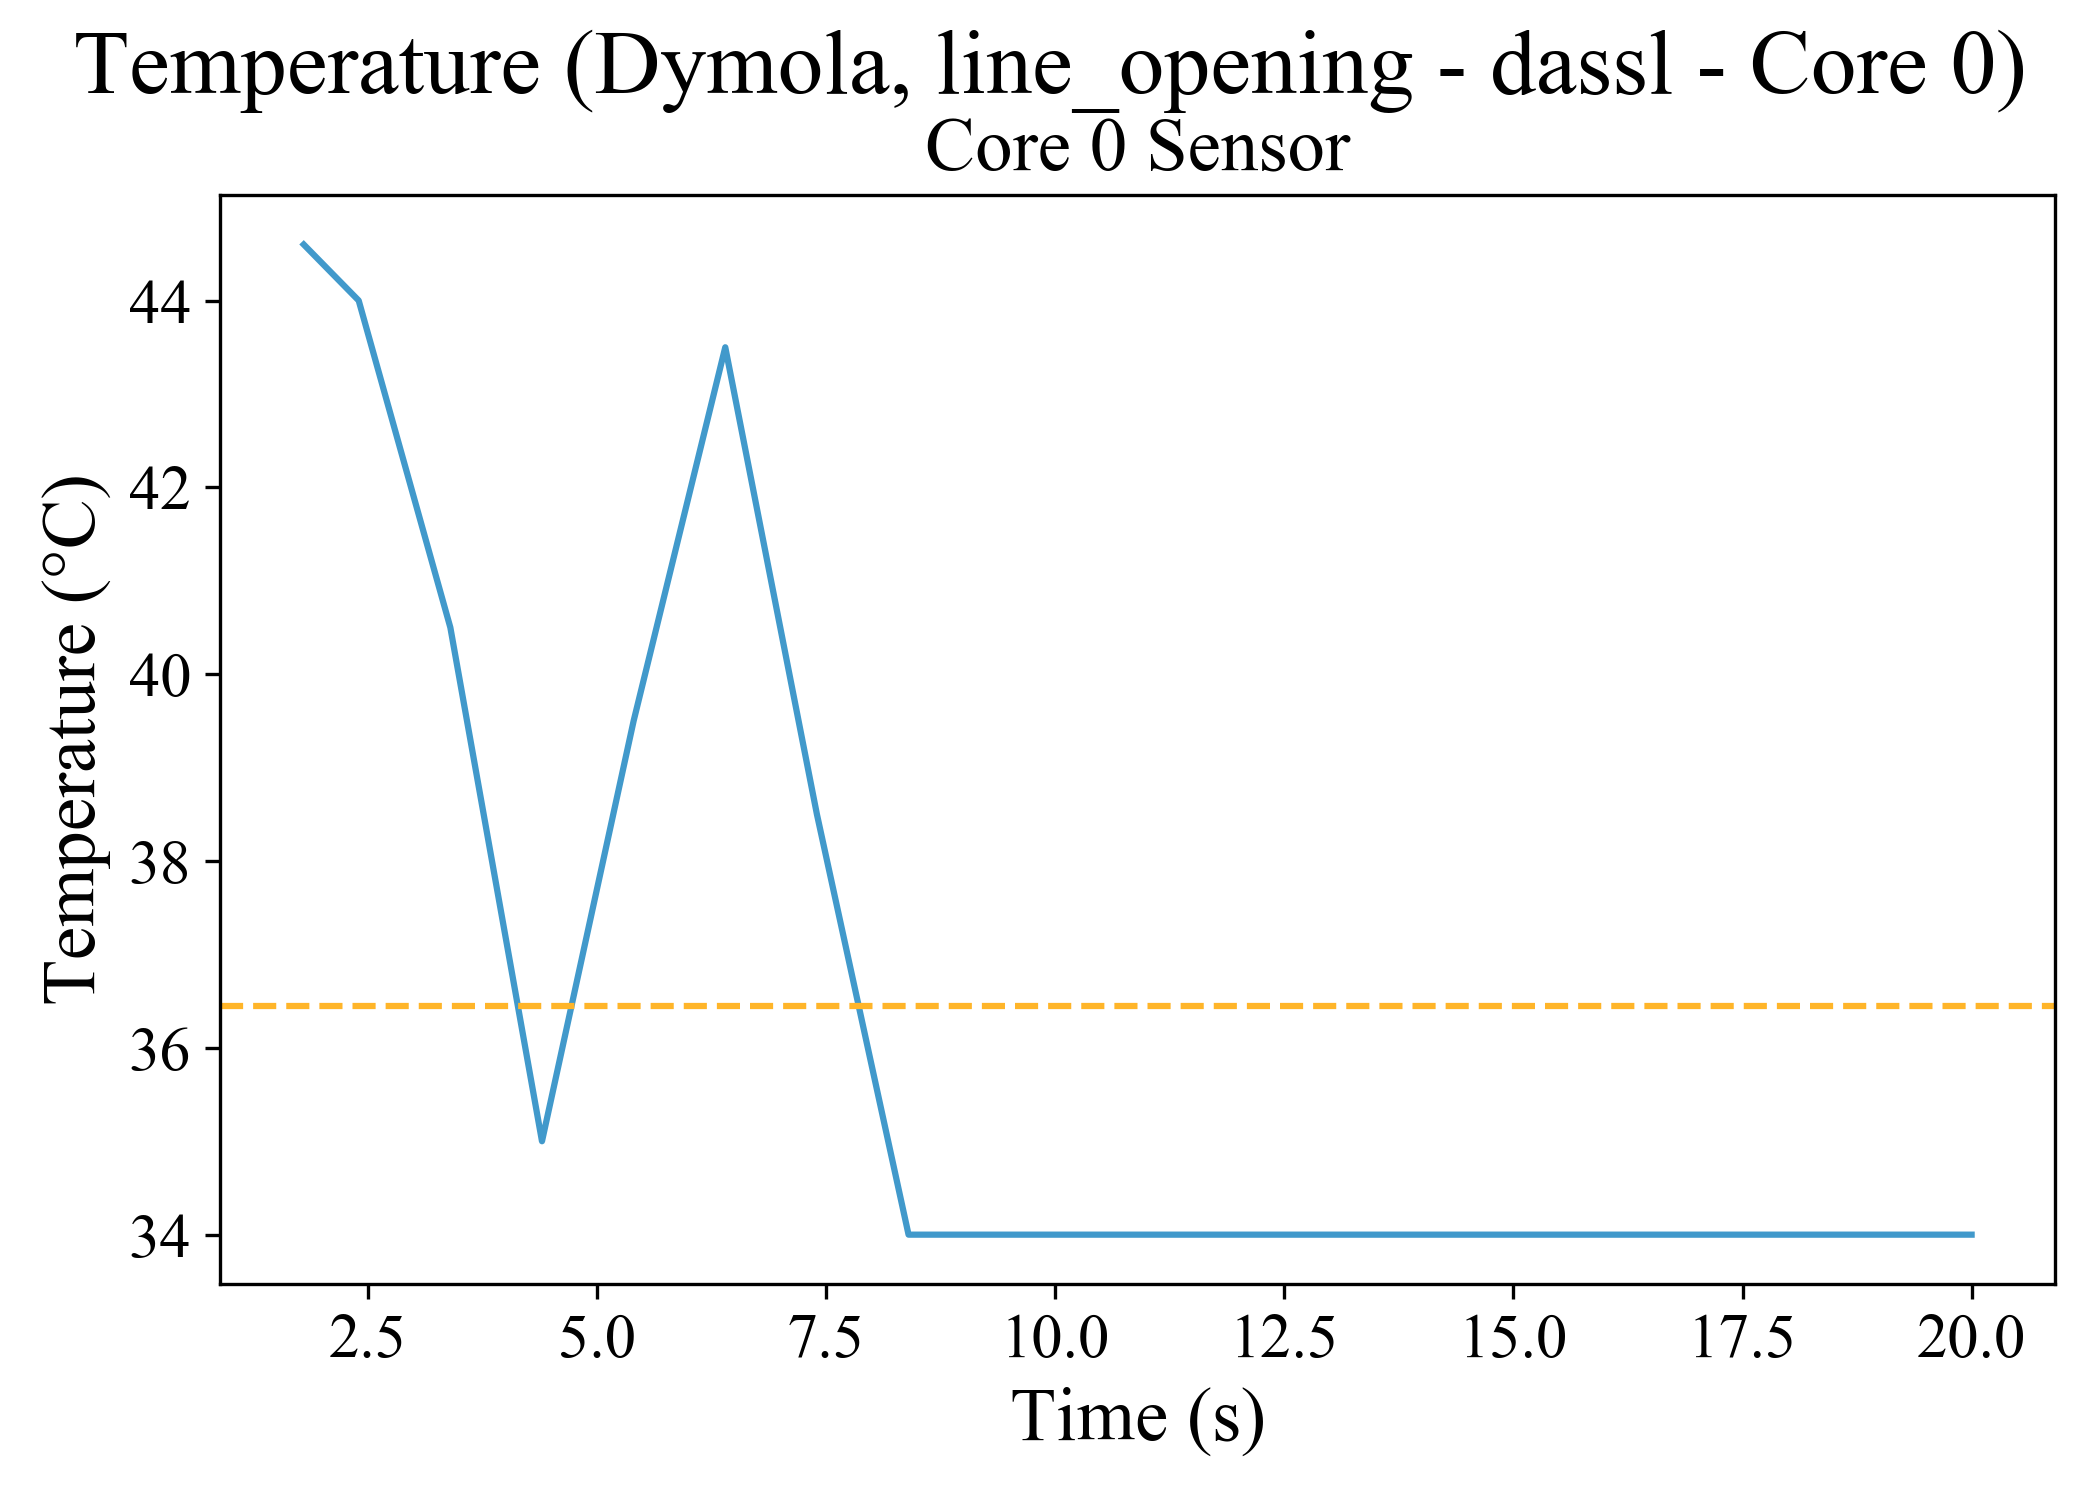 Temperature (Dymola, line_opening - dassl - Core 0)
Core 0 Sensor
Temperature (°C)
44
42
40
38
36
34
2.5 5.0 7.5 10.0 12.5 15.0 17.5 20.0
Time (s)